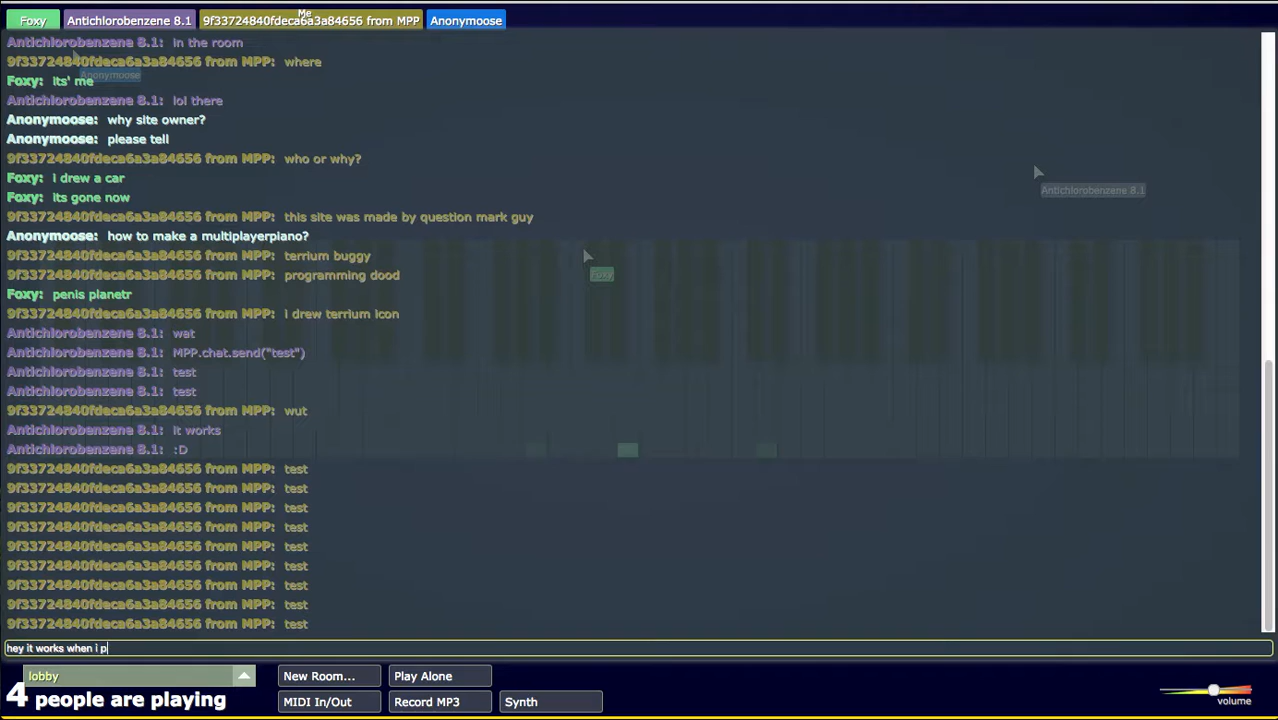 Foxy
Antichlorobenzene 8.1
Me
9f33724840fdeca6a3a84656 from MPP
Anonymoose
Antichlorobenzene 8.1: in the room
9f33724840fdeca6a3a84656 from MPP: where
Foxy: its' me
Anonymoose
Antichlorobenzene 8.1: lol there
Anonymoose: why site owner?
Anonymoose: please tell
9f33724840fdeca6a3a84656 from MPP: who or why?
Foxy: i drew a car
Antichlorobenzene 8.1
Foxy: its gone now
9f33724840fdeca6a3a84656 from MPP: this site was made by question mark guy
Anonymoose: how to make a multiplayerpiano?
9f33724840fdeca6a3a84656 from MPP: terrium buggy
9f33724840fdeca6a3a84656 from MPP: programming dood
Foxy
Foxy: penis planetr
9f33724840fdeca6a3a84656 from MPP: i drew terrium icon
Antichlorobenzene 8.1: wat
Antichlorobenzene 8.1: MPP.chat.send("test")
Antichlorobenzene 8.1: test
Antichlorobenzene 8.1: test
9f33724840fdeca6a3a84656 from MPP: wut
Antichlorobenzene 8.1: it works
Antichlorobenzene 8.1: :D
9f33724840fdeca6a3a84656 from MPP: test
9f33724840fdeca6a3a84656 from MPP: test
9f33724840fdeca6a3a84656 from MPP: test
9f33724840fdeca6a3a84656 from MPP: test
9f33724840fdeca6a3a84656 from MPP: test
9f33724840fdeca6a3a84656 from MPP: test
9f33724840fdeca6a3a84656 from MPP: test
9f33724840fdeca6a3a84656 from MPP: test
9f33724840fdeca6a3a84656 from MPP: test
hey it works when i p
lobby
New Room...
Play Alone
4 people are playing
MIDI In/Out
Record MP3
Synth
volume